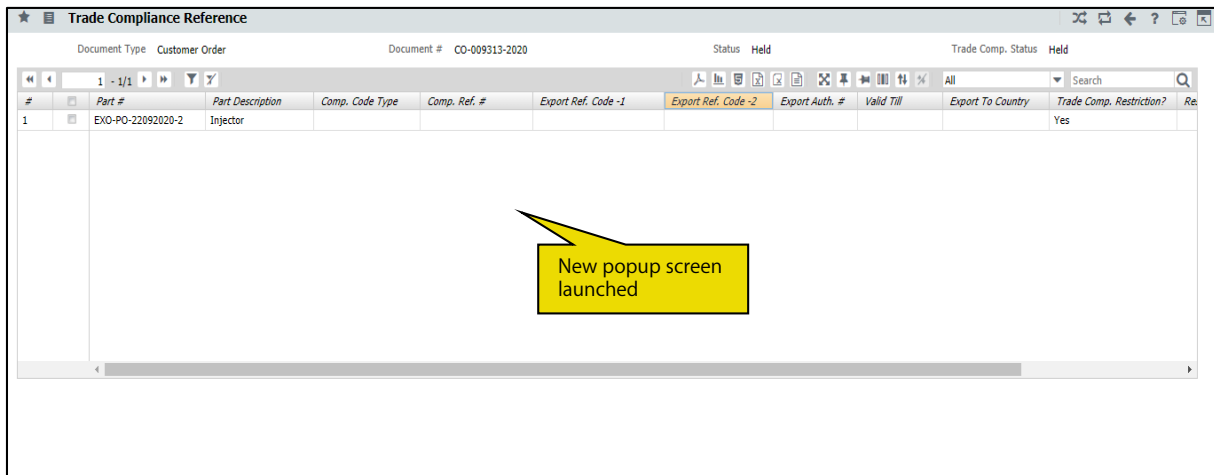 Trade Compliance Reference
Document Type Customer Order Document # CO-009313-2020 Status Held Trade Comp. Status Held
1 - 1/1 All Search
# Part # Part Description Comp. Code Type Comp. Ref. # Export Ref. Code -1 Export Ref. Code -2 Export Auth. # Valid Till Export To Country Trade Comp. Restriction? Re
1 EXO-PO-22092020-2 Injector Yes
New popup screen
launched